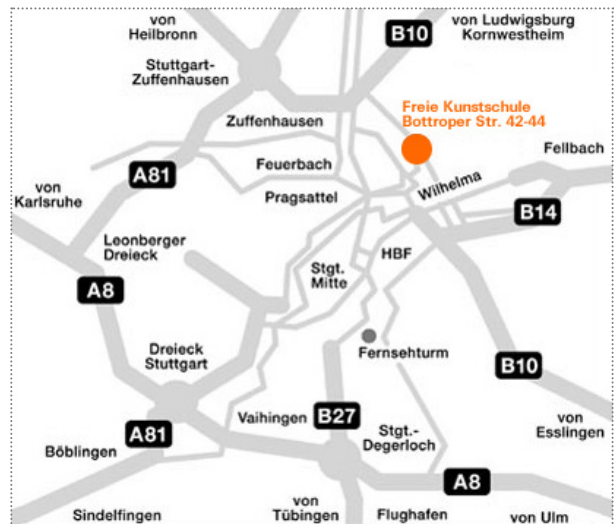 von
Heilbronn
B10
von Ludwigsburg
Kornwestheim
Stuttgart-
Zuffenhausen
Freie Kunstschule
Bottroper Str. 42-44
Zuffenhausen
Fellbach
Feuerbach
A81
Wilhelma
von
Karlsruhe
Pragsattel
B14
Leonberger
Dreieck
HBF
Stgt.
Mitte
A8
Dreieck
Stuttgart
Fernsehturm
B10
Vaihingen
B27
von
Esslingen
A81
Stgt.-
Degerloch
Böblingen
A8
von
Tübingen
Sindelfingen
Flughafen
von Ulm